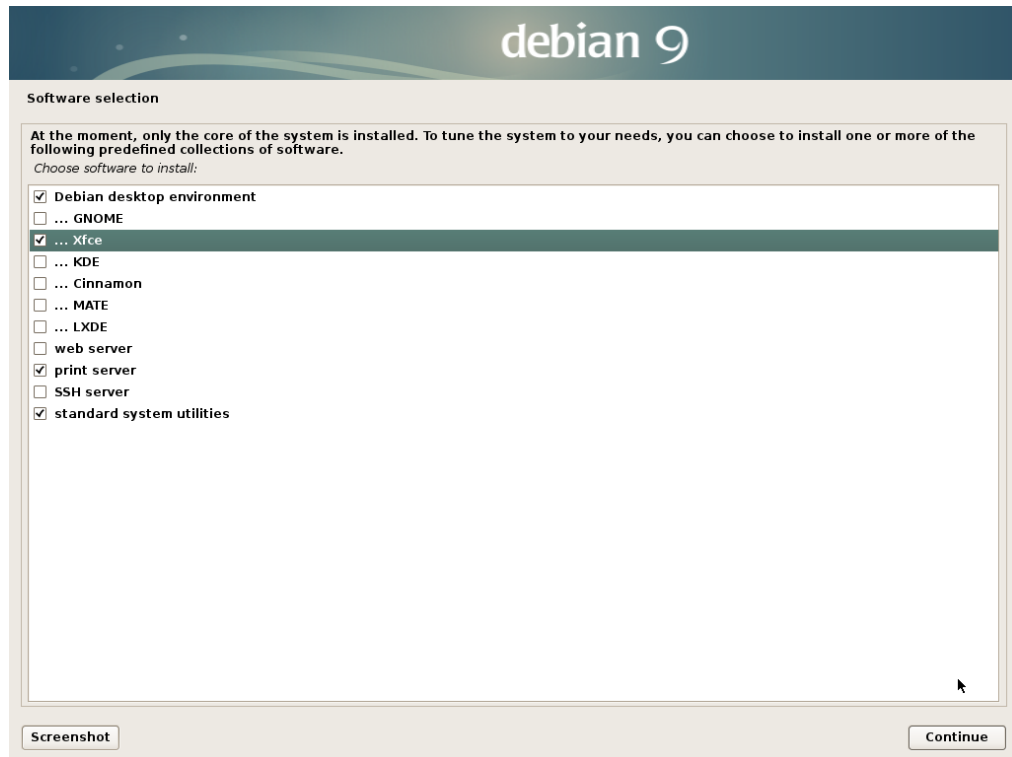 debian 9
Software selection
At the moment, only the core of the system is installed. To tune the system to your needs, you can choose to install one or more of the
following predefined collections of software.
Choose software to install:
Debian desktop environment
... GNOME
... Xfce
... KDE
... Cinnamon
... MATE
... LXDE
web server
print server
SSH server
standard system utilities
Screenshot
Continue